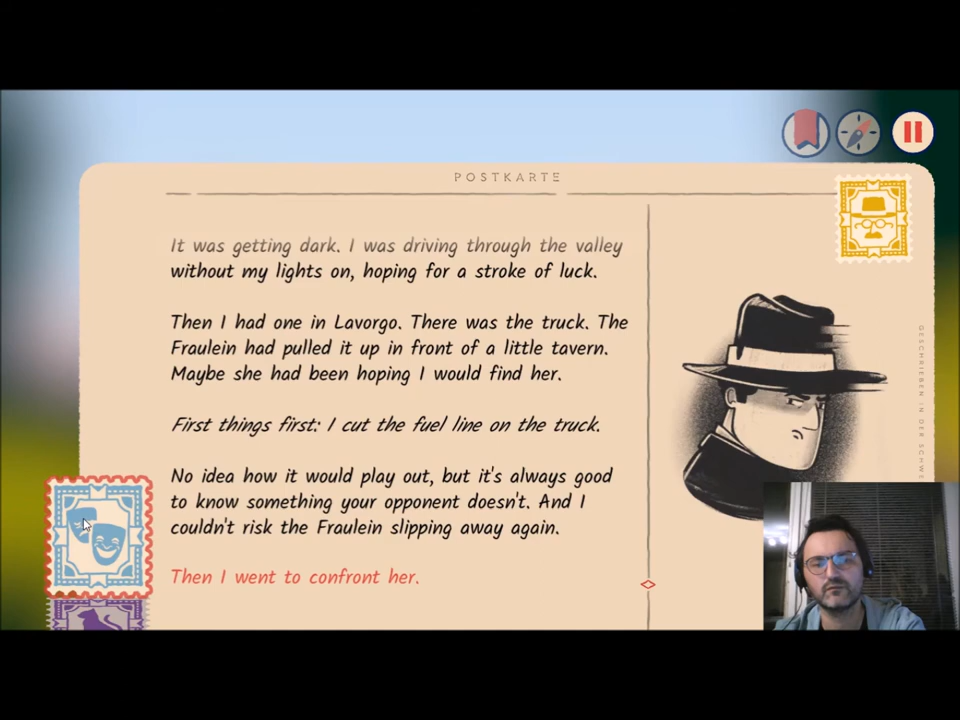 POSTKARTE
It was getting dark. I was driving through the valley
without my lights on, hoping for a stroke of luck.
Then I had one in Lavorgo. There was the truck. The
Fraulein had pulled it up in front of a little tavern.
Maybe she had been hoping I would find her.
First things first: I cut the fuel line on the truck.
No idea how it would play out, but it's always good
to know something your opponent doesn't. And I
couldn't risk the Fraulein slipping away again.
Then I went to confront her.
GESCHRIEBEN IN DER SCHWE